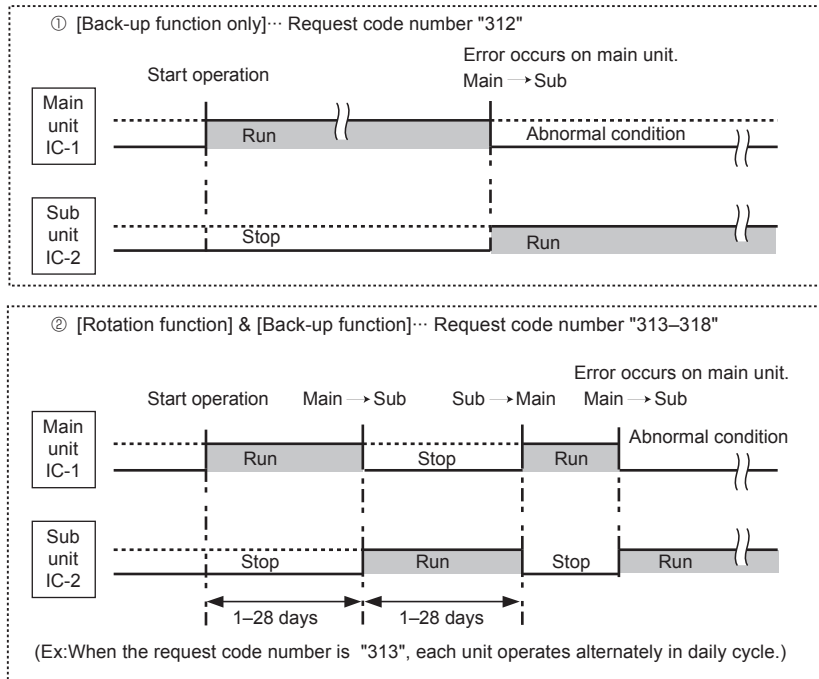 ① [Back-up function only]··· Request code number "312"
Error occurs on main unit.
Start operation
Main → Sub
Main
unit
IC-1
Run
Abnormal condition
Sub
unit
IC-2
Stop
Run
② [Rotation function] & [Back-up function]··· Request code number "313–318"
Error occurs on main unit.
Start operation Main → Sub Sub → Main Main → Sub
Main
unit
IC-1
Run
Stop
Run
Abnormal condition
Sub
unit
IC-2
Stop
Run
Stop
Run
1–28 days
1–28 days
(Ex:When the request code number is "313", each unit operates alternately in daily cycle.)